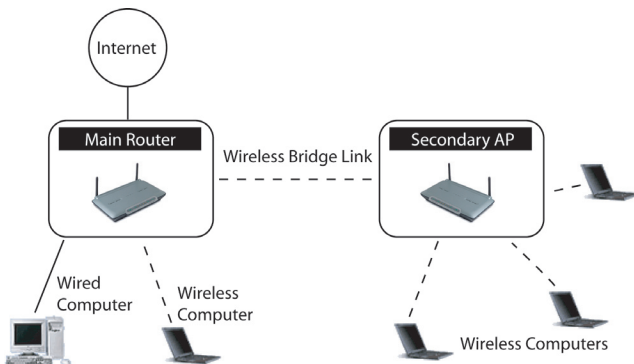 Internet
Main Router
Secondary AP
Wireless Bridge Link
Wired
Computer
Wireless
Computer
Wireless Computers